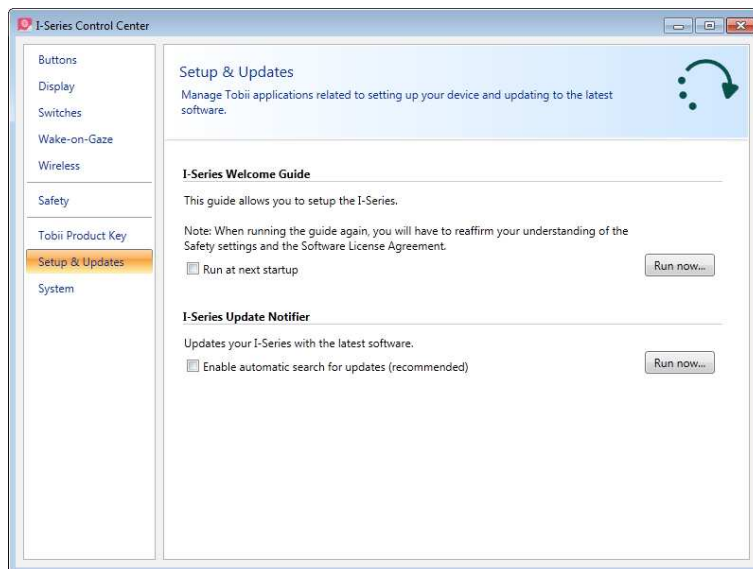 I-Series Control Center
Buttons
Display
Switches
Wake-on-Gaze
Wireless
Safety
Tobii Product Key
Setup & Updates
System
Setup & Updates
Manage Tobii applications related to setting up your device and updating to the latest
software.
I-Series Welcome Guide
This guide allows you to setup the I-Series.
Note: When running the guide again, you will have to reaffirm your understanding of the
Safety settings and the Software License Agreement.
Run at next startup
Run now...
I-Series Update Notifier
Updates your I-Series with the latest software.
Enable automatic search for updates (recommended)
Run now...